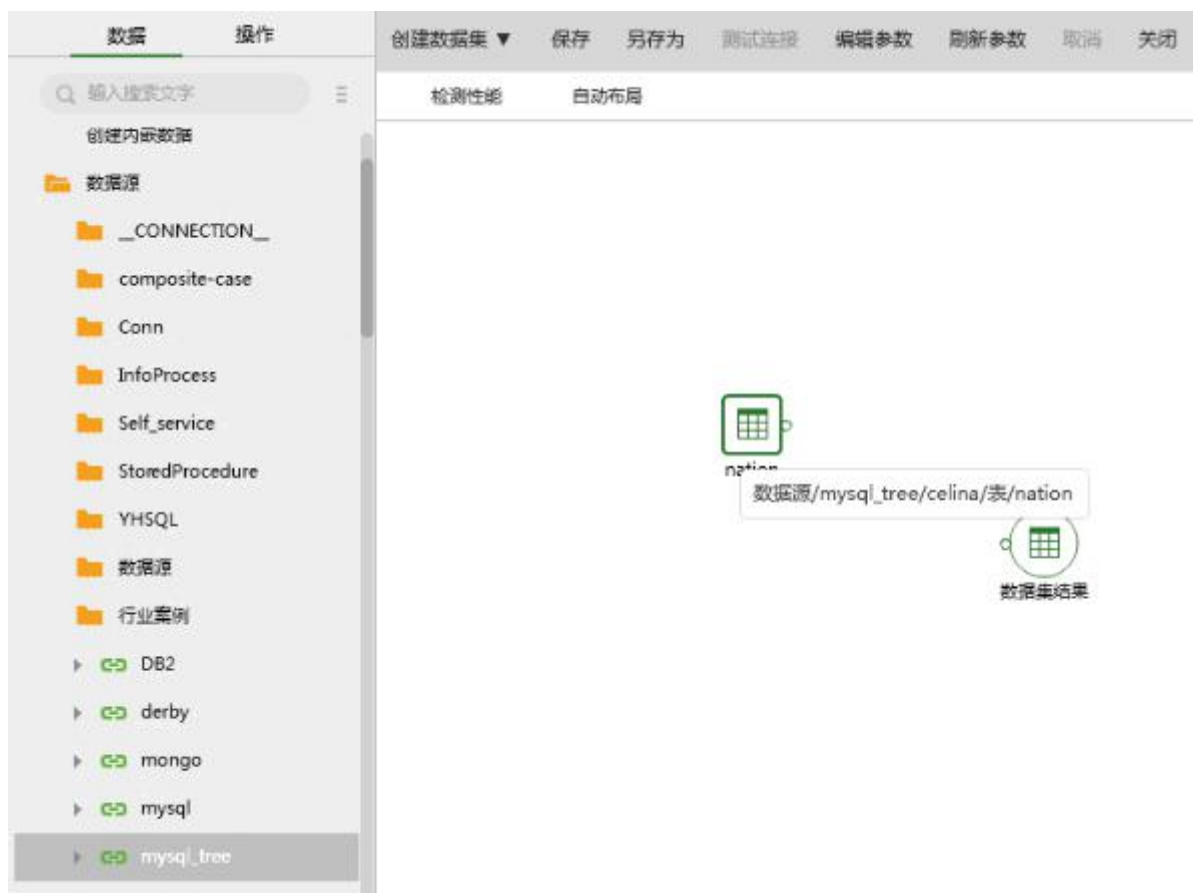 数据 操作
创建数据集 ▼ 保存 另存为 测试连接 编辑参数 刷新参数 取消 关闭
输入搜索文字
检测性能 自动布局
创建内嵌数据
数据源
__CONNECTION__
composite-case
Conn
InfoProcess
Self_service
StoredProcedure
YHSQL
数据源
行业案例
DB2
derby
mongo
mysql
mysql_tree
nation
数据源/mysql_tree/celina/表/nation
数据集结果